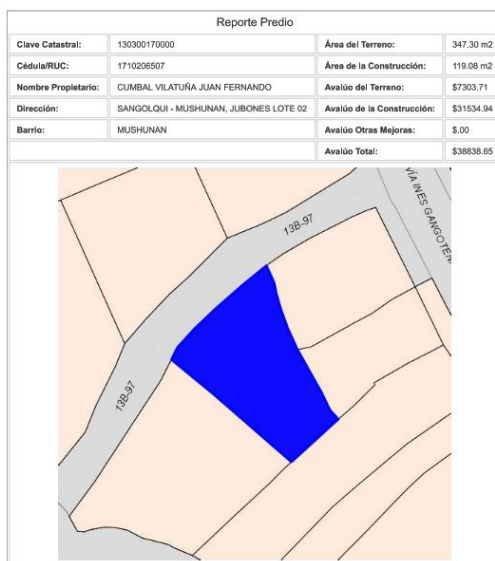 Reporte Predio
Clave Catastral: 130300170000 Área del Terreno: 347.30 m2
Cédula/RUC: 1710206507 Área de la Construcción: 119.08 m2
Nombre Propietario: CUMBAL VILATUÑA JUAN FERNANDO Avalúo del Terreno: $7303.71
Dirección: SANGOLQUI - MUSHUNAN, JUBONES LOTE 02 Avalúo de la Construcción: $31534.94
Barrio: MUSHUNAN Avalúo Otras Mejoras: $,00
Avalúo Total: $38838.65
13B-97
VÍA INES GANGOTENA
13B-97